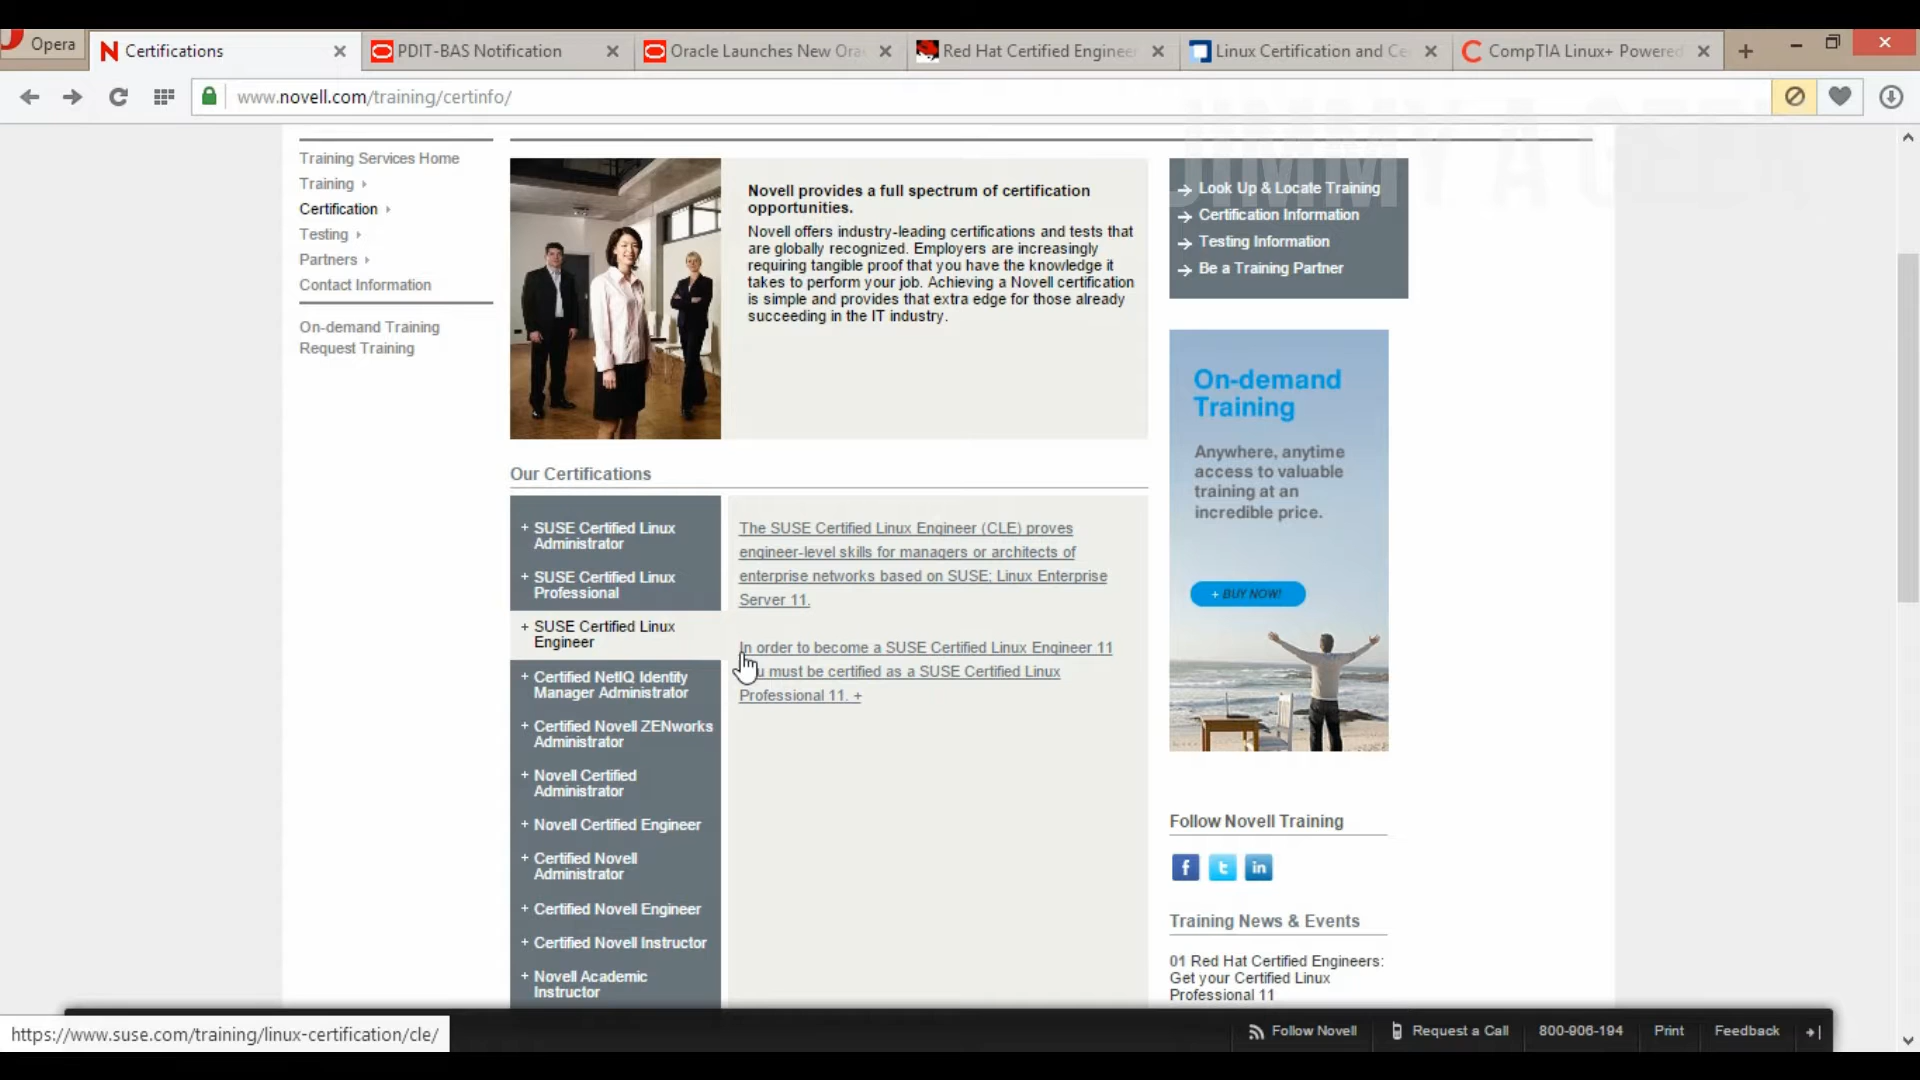 Opera
Certifications
PDIT-BAS Notification
Oracle Launches New Ora
Red Hat Certified Enginee
Linux Certification and Ce
CompTIA Linux+ Powered
www.novell.com/training/certinfo/
JIMMY A GEEK
Training Services Home
Training
Certification
Testing
Partners
Contact Information
On-demand Training
Request Training
Novell provides a full spectrum of certification
opportunities.
Novell offers industry-leading certifications and tests that
are globally recognized. Employers are increasingly
requiring tangible proof that you have the knowledge it
takes to perform your job. Achieving a Novell certification
is simple and provides that extra edge for those already
succeeding in the IT industry.
Look Up & Locate Training
Certification Information
Testing Information
Be a Training Partner
On-demand
Training
Anywhere, anytime
access to valuable
training at an
incredible price.
+ BUY NOW!
Our Certifications
+ SUSE Certified Linux
Administrator
+ SUSE Certified Linux
Professional
+ SUSE Certified Linux
Engineer
+ Certified NetIQ Identity
Manager Administrator
+ Certified Novell ZENworks
Administrator
+ Novell Certified
Administrator
+ Novell Certified Engineer
+ Certified Novell
Administrator
+ Certified Novell Engineer
+ Certified Novell Instructor
+ Novell Academic
Instructor
The SUSE Certified Linux Engineer (CLE) proves
engineer-level skills for managers or architects of
enterprise networks based on SUSE; Linux Enterprise
Server 11.
In order to become a SUSE Certified Linux Engineer 11
you must be certified as a SUSE Certified Linux
Professional 11. +
Follow Novell Training
f t in
Training News & Events
01 Red Hat Certified Engineers:
Get your Certified Linux
Professional 11
https://www.suse.com/training/linux-certification/cle/
Follow Novell
Request a Call
800-906-194
Print
Feedback